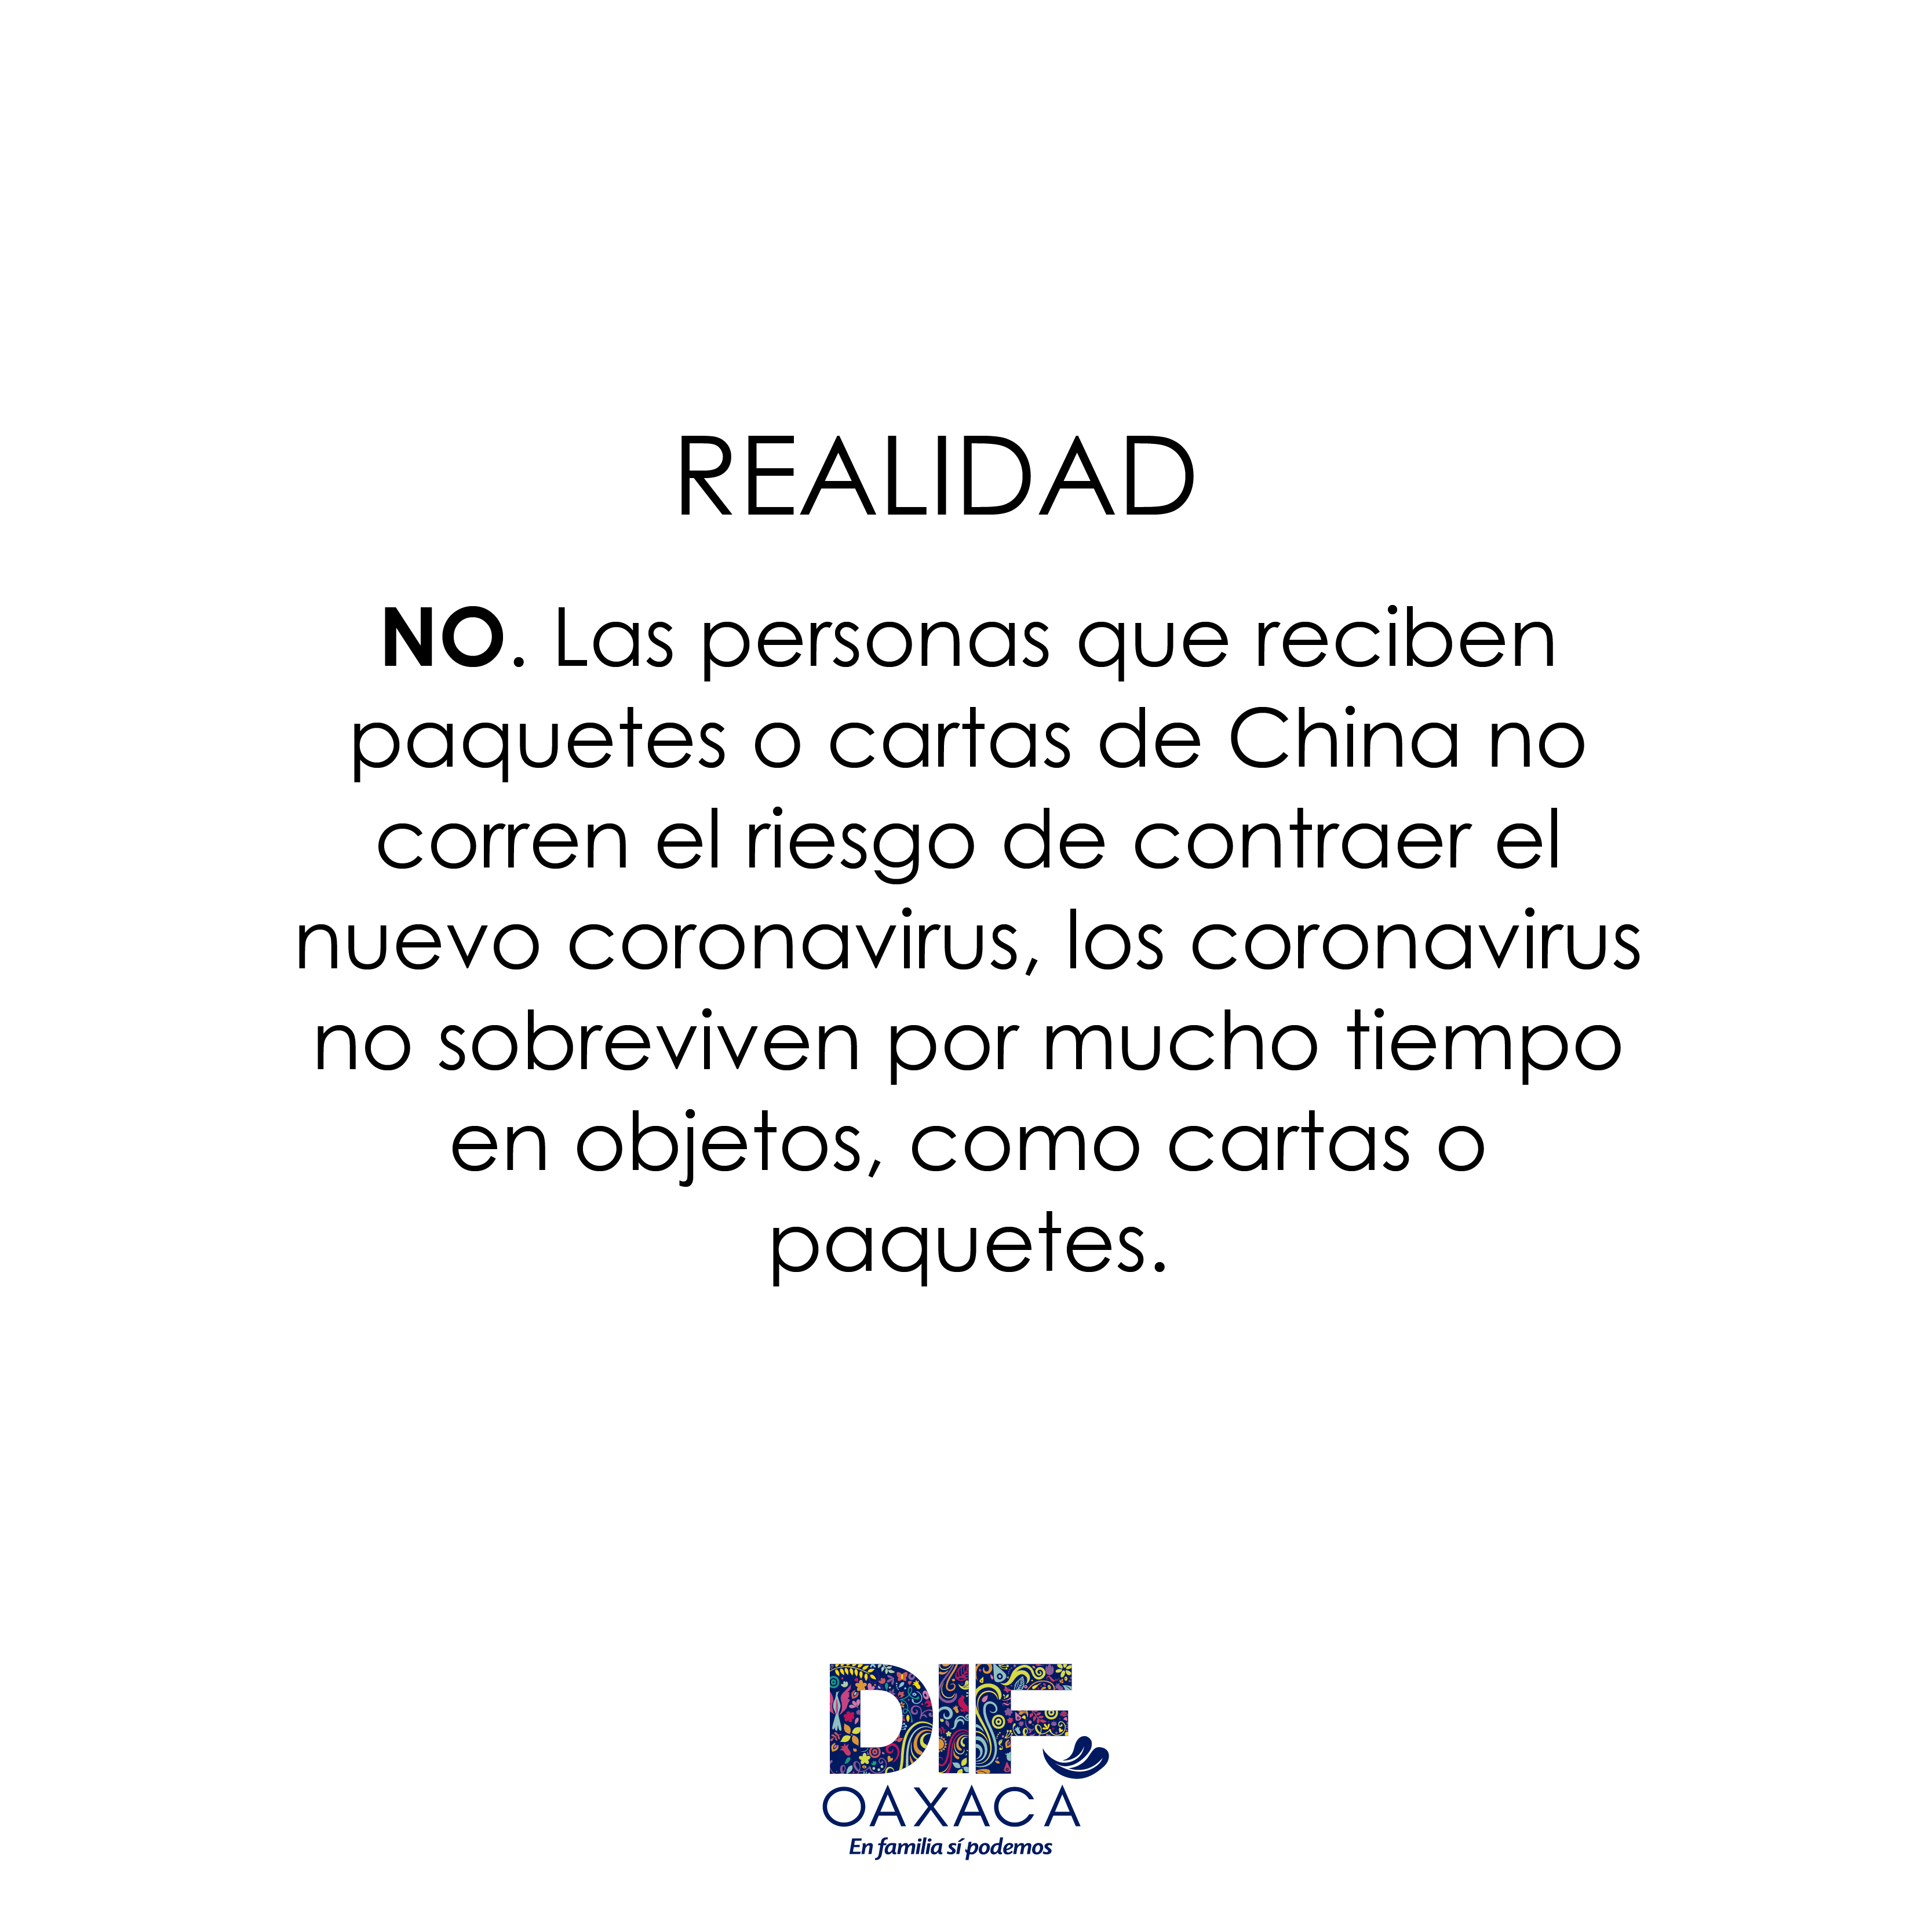 REALIDAD
NO. Las personas que reciben
paquetes o cartas de China no
corren el riesgo de contraer el
nuevo coronavirus, los coronavirus
no sobreviven por mucho tiempo
en objetos, como cartas o
paquetes.
DIF
OAXACA
En familia sí podemos